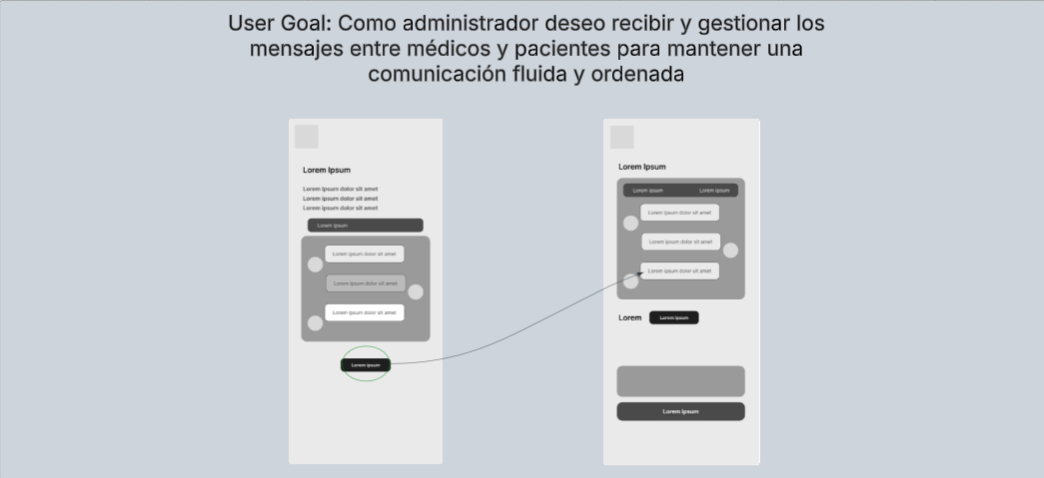 User Goal: Como administrador deseo recibir y gestionar los
mensajes entre médicos y pacientes para mantener una
comunicación fluida y ordenada
Lorem Ipsum
Lorem ipsum dolor sit amet
Lorem ipsum dolor sit amet
Lorem ipsum dolor sit amet
Lorem ipsum
Lorem ipsum dolor sit amet
Lorem ipsum dolor sit amet
Lorem ipsum dolor sit amet
Lorem ipsum
Lorem Ipsum
Lorem ipsum Lorem ipsum
Lorem ipsum dolor sit amet
Lorem ipsum dolor sit amet
Lorem ipsum dolor sit amet
Lorem Lorem ipsum
Lorem ipsum